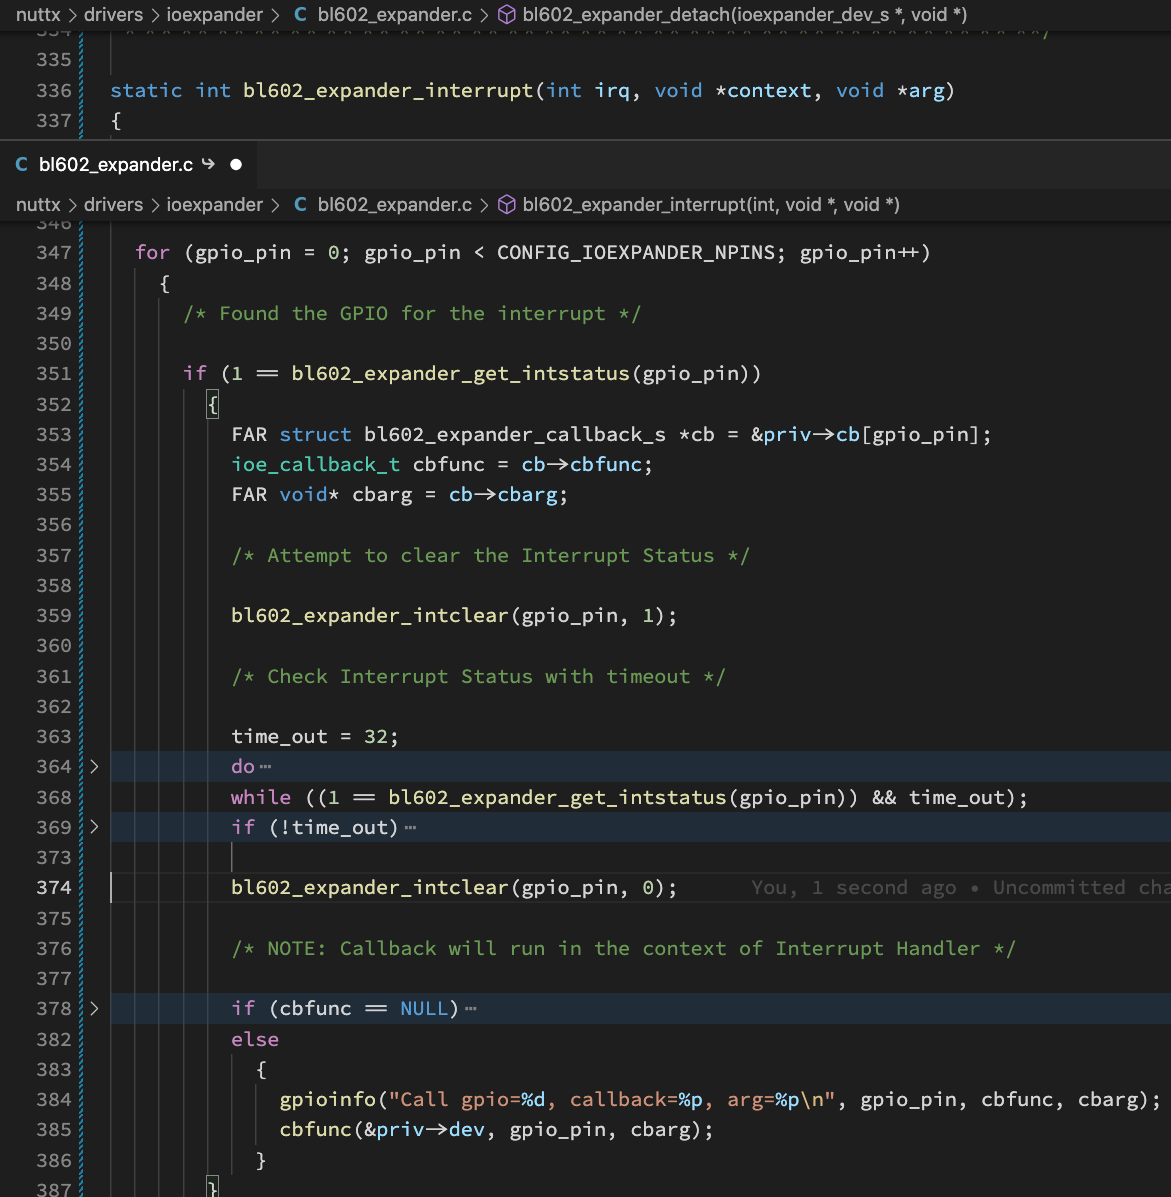 nuttx > drivers > ioexpander > C bl602_expander.c > bl602_expander_detach(ioexpander_dev_s *, void *)
334 ****************************************************************************/
335
336 static int bl602_expander_interrupt(int irq, void *context, void *arg)
337 {
C bl602_expander.c ↪ ●
nuttx > drivers > ioexpander > C bl602_expander.c > bl602_expander_interrupt(int, void *, void *)
346
347 for (gpio_pin = 0; gpio_pin < CONFIG_IOEXPANDER_NPINS; gpio_pin++)
348 {
349 /* Found the GPIO for the interrupt */
350
351 if (1 == bl602_expander_get_intstatus(gpio_pin))
352 {
353 FAR struct bl602_expander_callback_s *cb = &priv->cb[gpio_pin];
354 ioe_callback_t cbfunc = cb->cbfunc;
355 FAR void* cbarg = cb->cbarg;
356
357 /* Attempt to clear the Interrupt Status */
358
359 bl602_expander_intclear(gpio_pin, 1);
360
361 /* Check Interrupt Status with timeout */
362
363 time_out = 32;
364 > do ⋯
368 while ((1 == bl602_expander_get_intstatus(gpio_pin)) && time_out);
369 > if (!time_out) ⋯
373
374 bl602_expander_intclear(gpio_pin, 0); You, 1 second ago • Uncommitted cha
375
376 /* NOTE: Callback will run in the context of Interrupt Handler */
377
378 > if (cbfunc == NULL) ⋯
382 else
383 {
384 gpioinfo("Call gpio=%d, callback=%p, arg=%p\n", gpio_pin, cbfunc, cbarg);
385 cbfunc(&priv->dev, gpio_pin, cbarg);
386 }
387 }